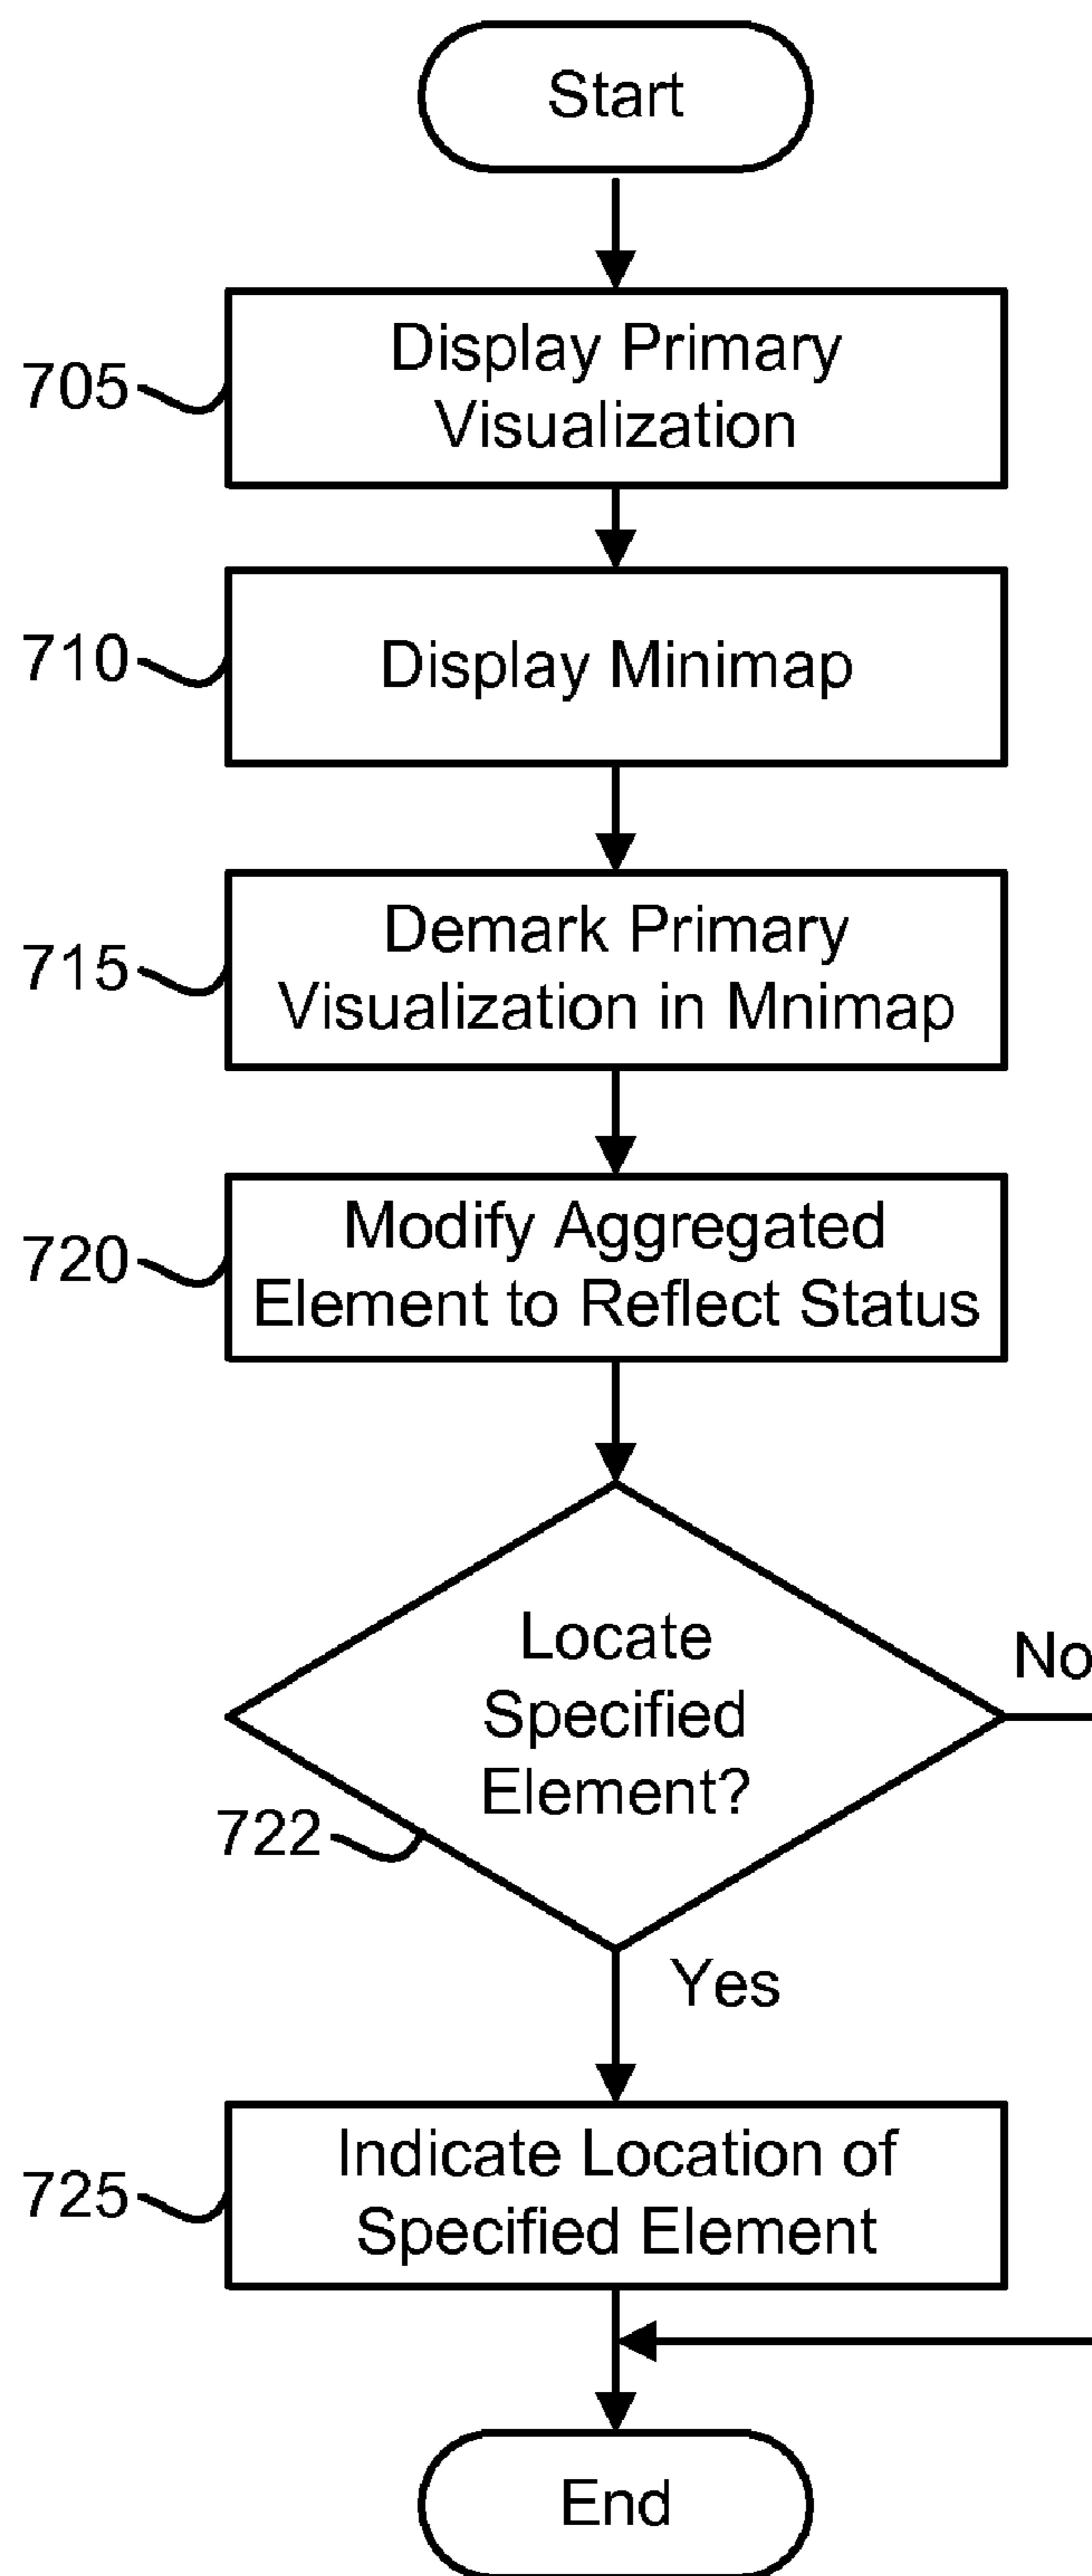 Start
Display Primary
Visualization
705
Display Minimap
710
Demark Primary
Visualization in Mnimap
715
Modify Aggregated
Element to Reflect Status
720
Locate
Specified
Element?
No
722
Yes
Indicate Location of
Specified Element
725
End